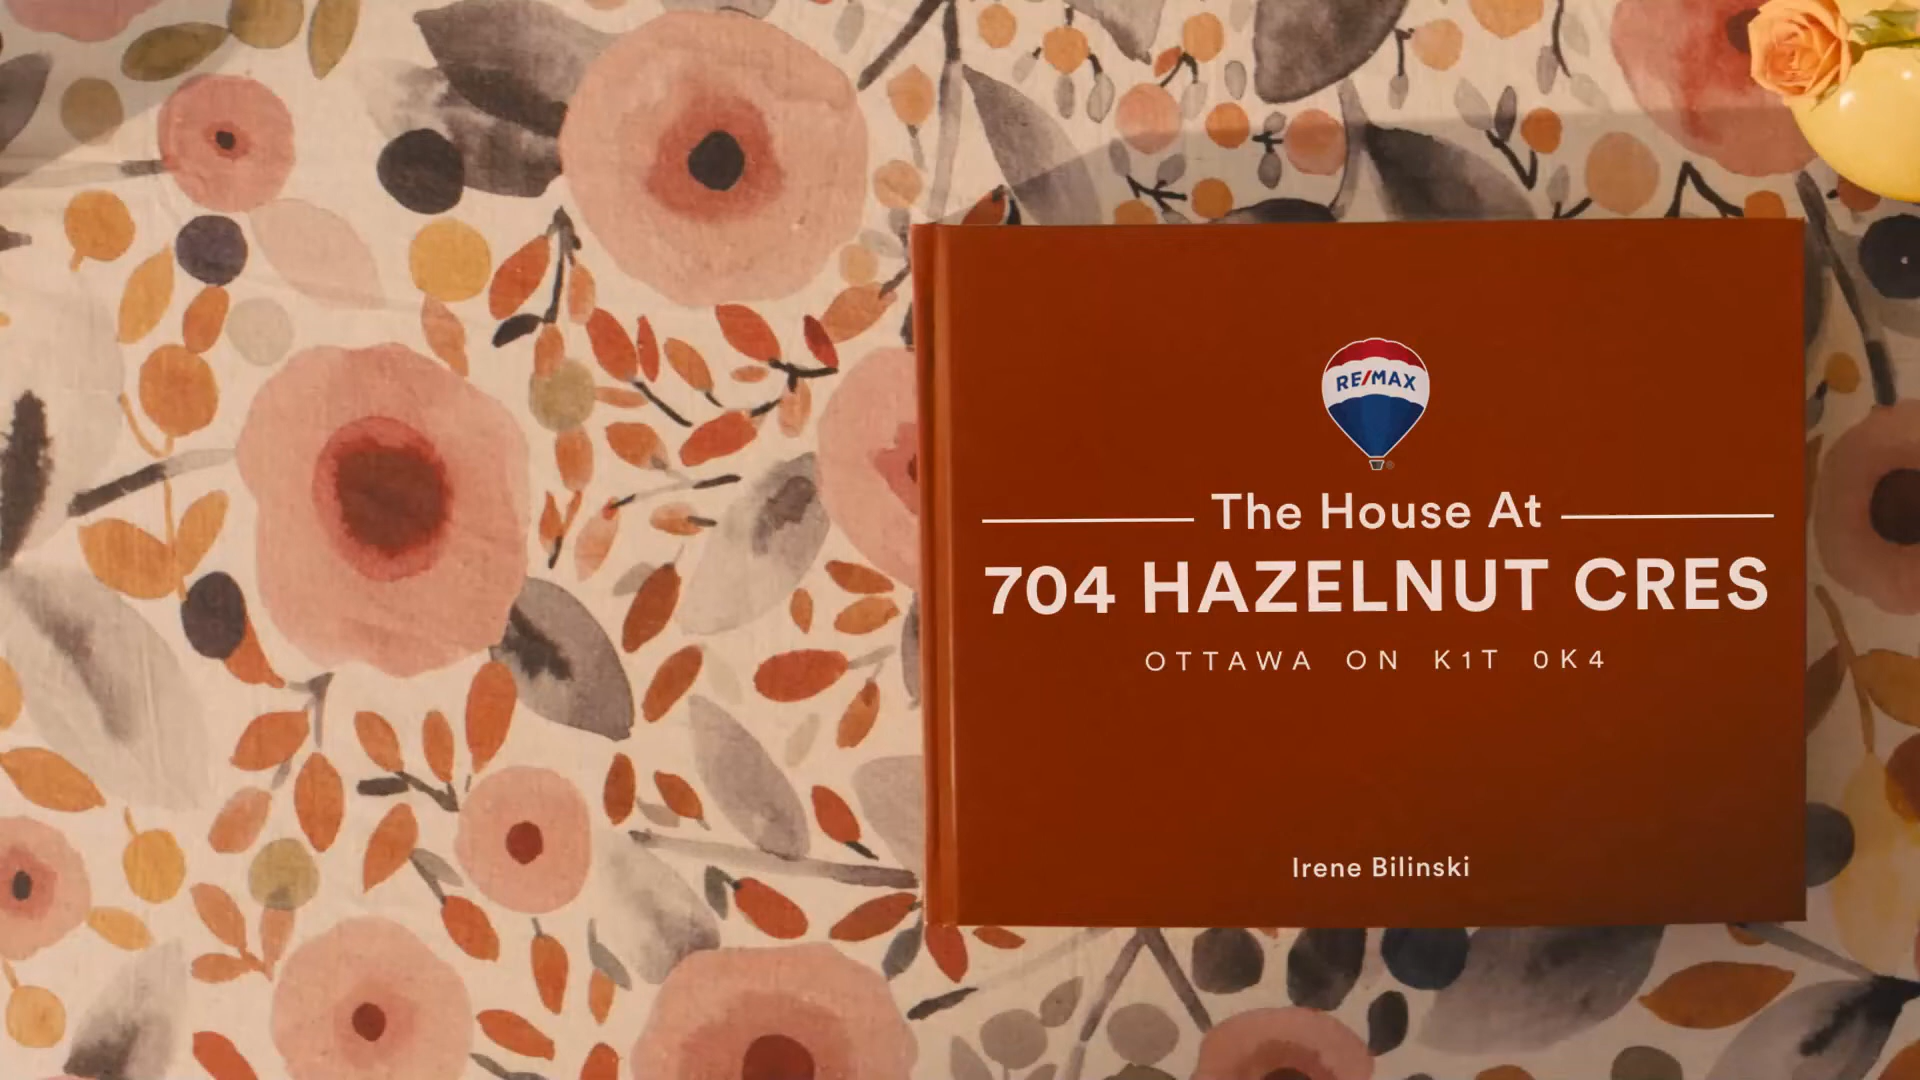 RE/MAX
The House At
704 HAZELNUT CRES
OTTAWA ON K1T 0K4
Irene Bilinski